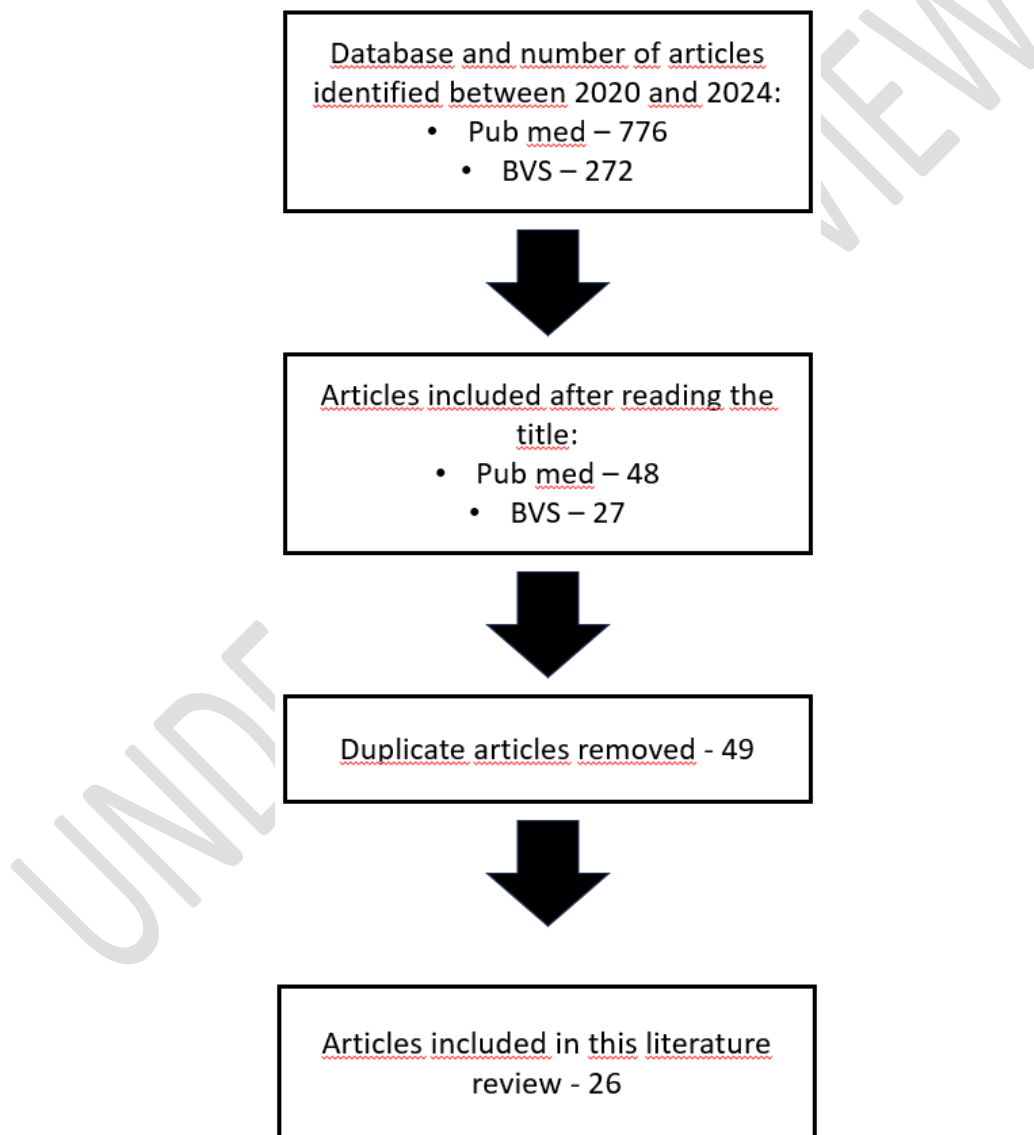 Database and number of articles
identified between 2020 and 2024:
• Pub med – 776
• BVS – 272
Articles included after reading the
title:
• Pub med – 48
• BVS – 27
Duplicate articles removed - 49
Articles included in this literature
review - 26